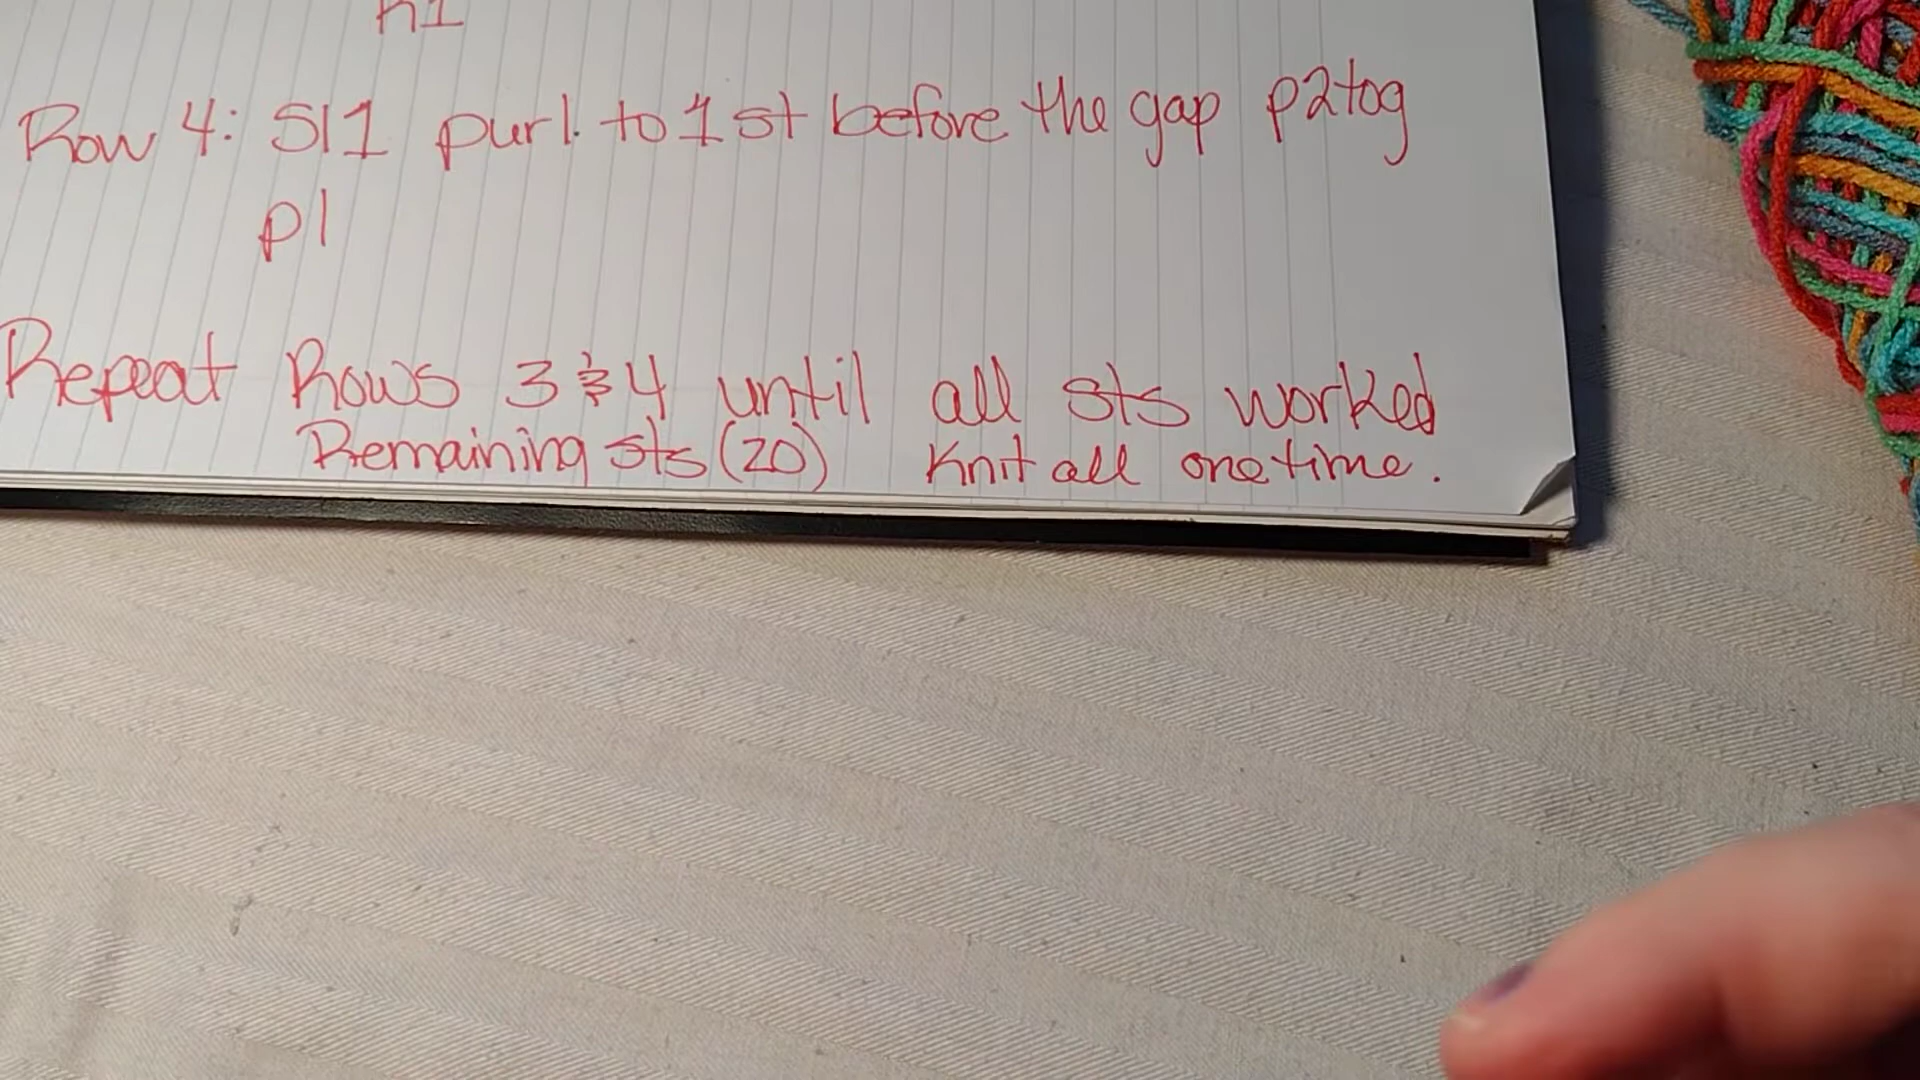 k1
Row 4: Sl1 purl to 1 st before the gap p2tog
p1
Repeat Rows 3 & 4 until all sts worked
Remaining sts (20) Knit all one time.